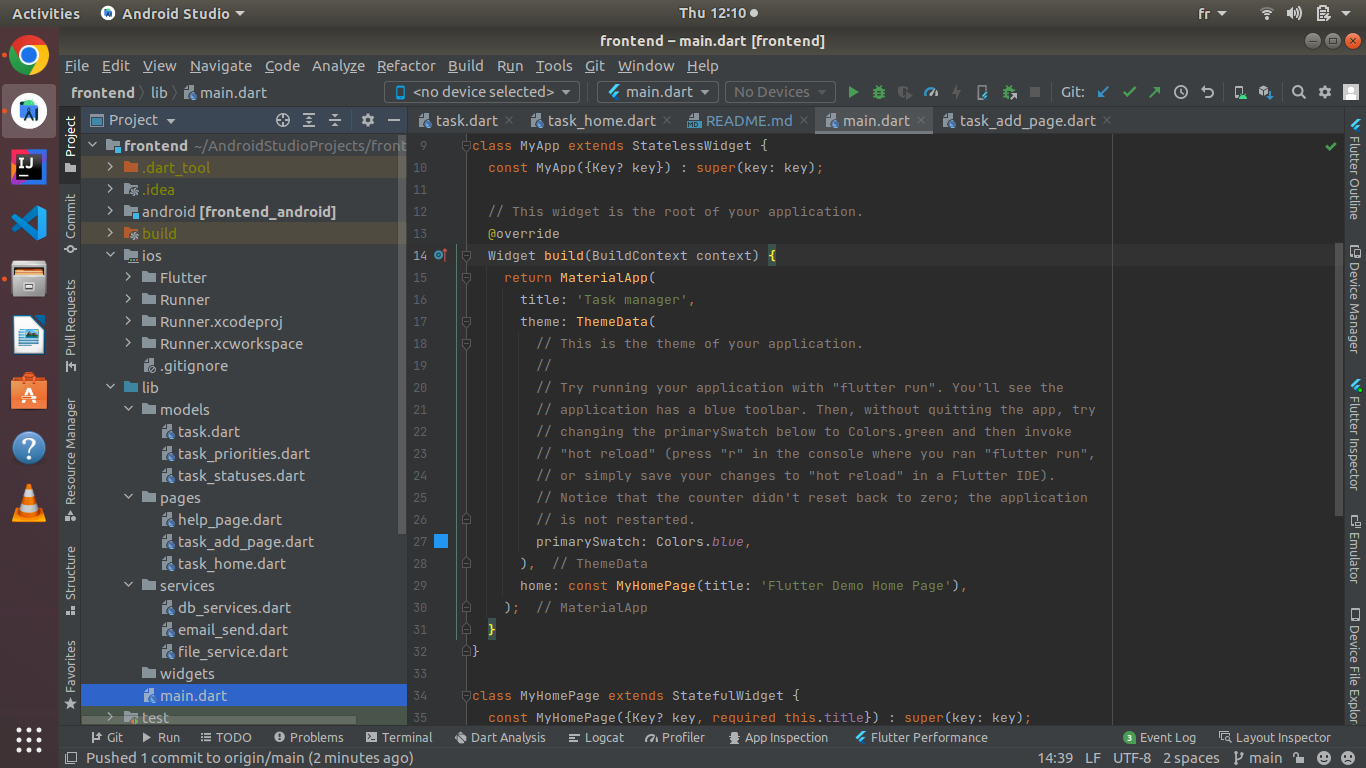 Activities Android Studio Thu 12:10 fr
frontend – main.dart [frontend]
File Edit View Navigate Code Analyze Refactor Build Run Tools Git Window Help
frontend lib main.dart <no device selected> main.dart No Devices Git:
Project task.dart task_home.dart README.md main.dart task_add_page.dart
Project
Commit
Pull Requests
Resource Manager
Structure
Favorites
frontend ~/AndroidStudioProjects/front
.dart_tool
.idea
android [frontend_android]
build
ios
Flutter
Runner
Runner.xcodeproj
Runner.xcworkspace
.gitignore
lib
models
task.dart
task_priorities.dart
task_statuses.dart
pages
help_page.dart
task_add_page.dart
task_home.dart
services
db_services.dart
email_send.dart
file_service.dart
widgets
main.dart
test
9 class MyApp extends StatelessWidget {
10 const MyApp({Key? key}) : super(key: key);
11
12 // This widget is the root of your application.
13 @override
14 Widget build(BuildContext context) {
15 return MaterialApp(
16 title: 'Task manager',
17 theme: ThemeData(
18 // This is the theme of your application.
19 //
20 // Try running your application with "flutter run". You'll see the
21 // application has a blue toolbar. Then, without quitting the app, try
22 // changing the primarySwatch below to Colors.green and then invoke
23 // "hot reload" (press "r" in the console where you ran "flutter run",
24 // or simply save your changes to "hot reload" in a Flutter IDE).
25 // Notice that the counter didn't reset back to zero; the application
26 // is not restarted.
27 primarySwatch: Colors.blue,
28 ), // ThemeData
29 home: const MyHomePage(title: 'Flutter Demo Home Page'),
30 ); // MaterialApp
31 }
32 }
33
34 class MyHomePage extends StatefulWidget {
35 const MyHomePage({Key? key, required this.title}) : super(key: key);
Flutter Outline
Device Manager
Flutter Inspector
Emulator
Device File Explor
Git Run TODO Problems Terminal Dart Analysis Logcat Profiler App Inspection Flutter Performance 3 Event Log Layout Inspector
Pushed 1 commit to origin/main (2 minutes ago) 14:39 LF UTF-8 2 spaces main